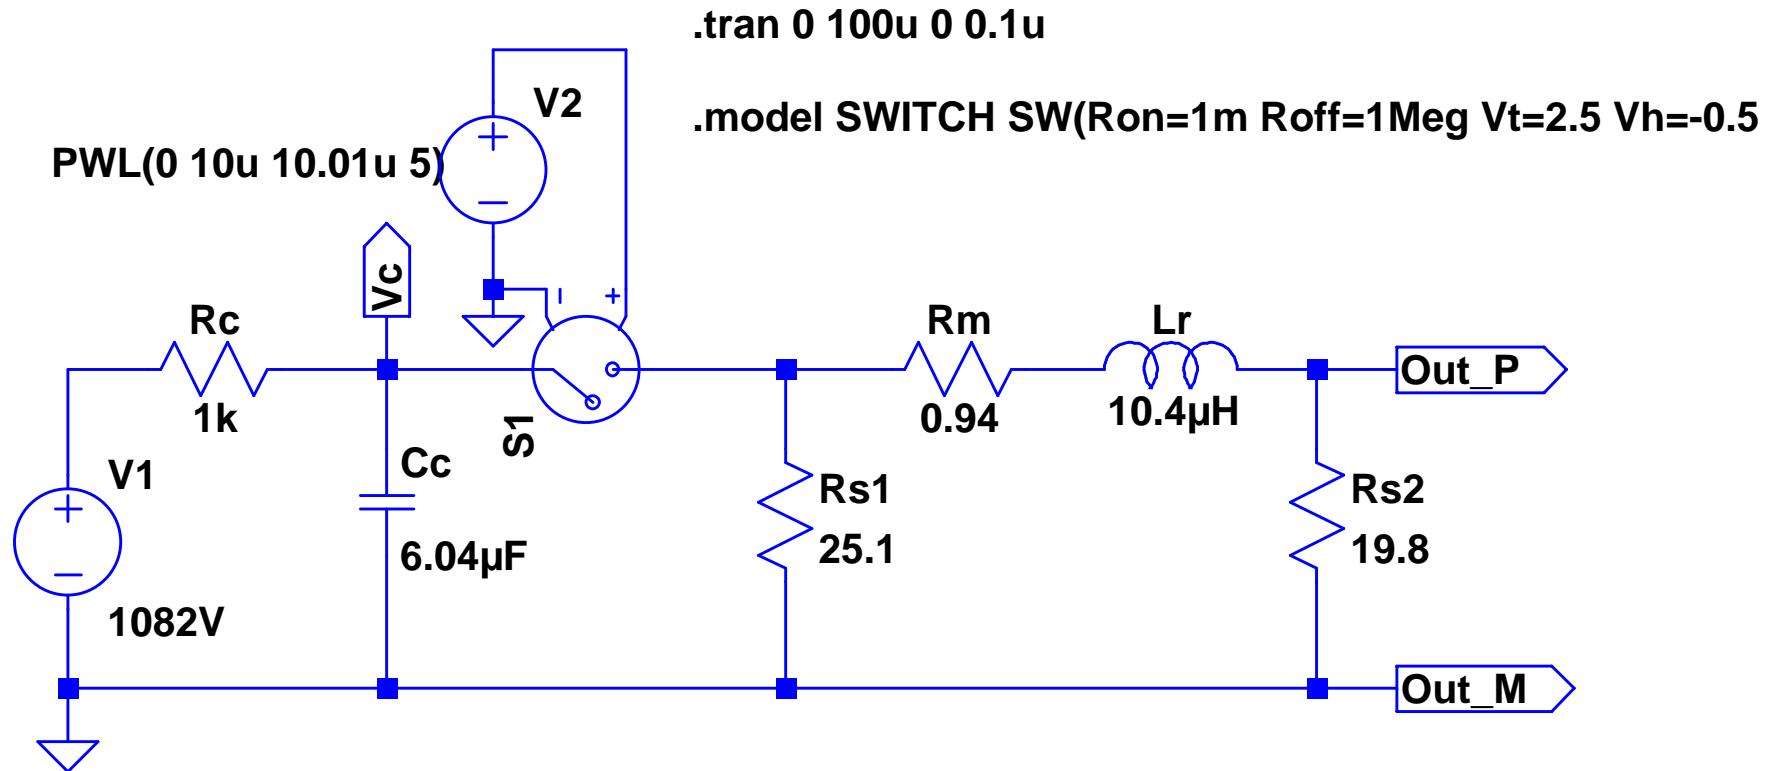 .tran 0 100u 0 0.1u
V2
.model SWITCH SW(Ron=1m Roff=1Meg Vt=2.5 Vh=-0.5
PWL(0 10u 10.01u 5)
Vc
Rc
1k
S1
Rm
0.94
Lr
10.4µH
Out_P
V1
1082V
Cc
6.04µF
Rs1
25.1
Rs2
19.8
Out_M